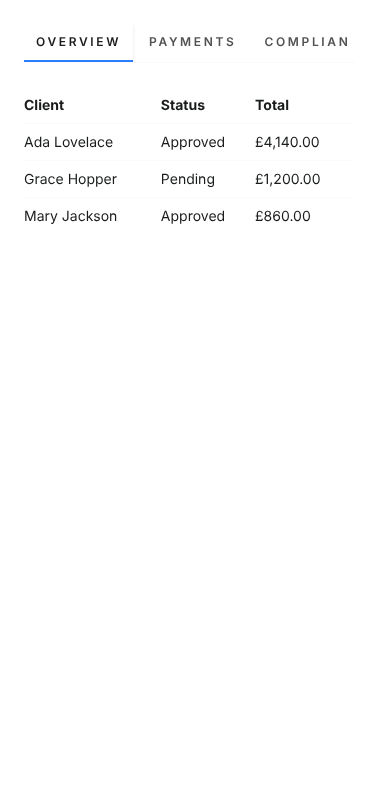 OVERVIEW PAYMENTS COMPLIAN
Client Status Total
Ada Lovelace Approved £4,140.00
Grace Hopper Pending £1,200.00
Mary Jackson Approved £860.00